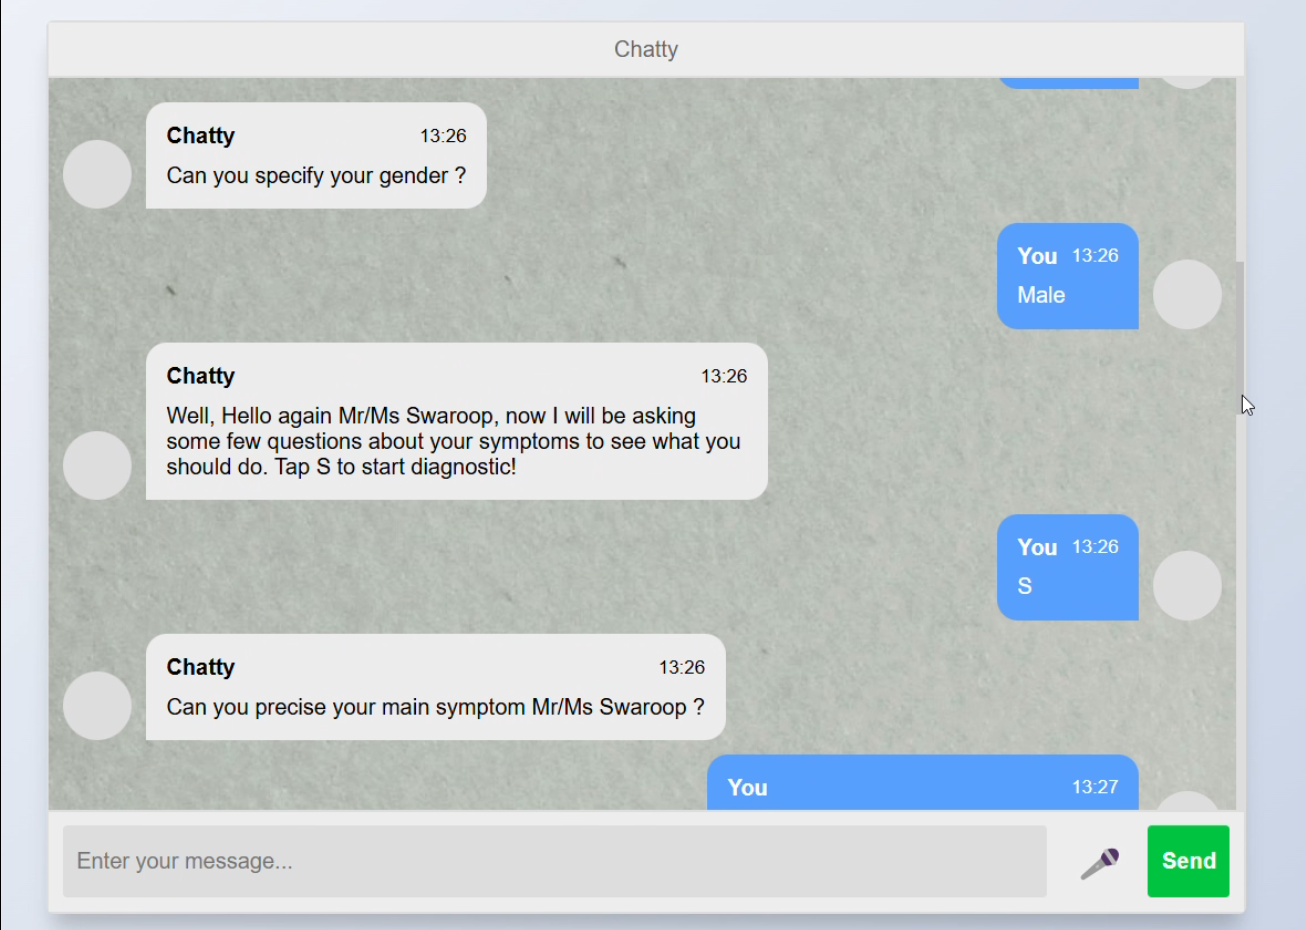 Chatty
Chatty 13:26
Can you specify your gender ?
You 13:26
Male
Chatty 13:26
Well, Hello again Mr/Ms Swaroop, now I will be asking
some few questions about your symptoms to see what you
should do. Tap S to start diagnostic!
You 13:26
S
Chatty 13:26
Can you precise your main symptom Mr/Ms Swaroop ?
You 13:27
Enter your message...
Send